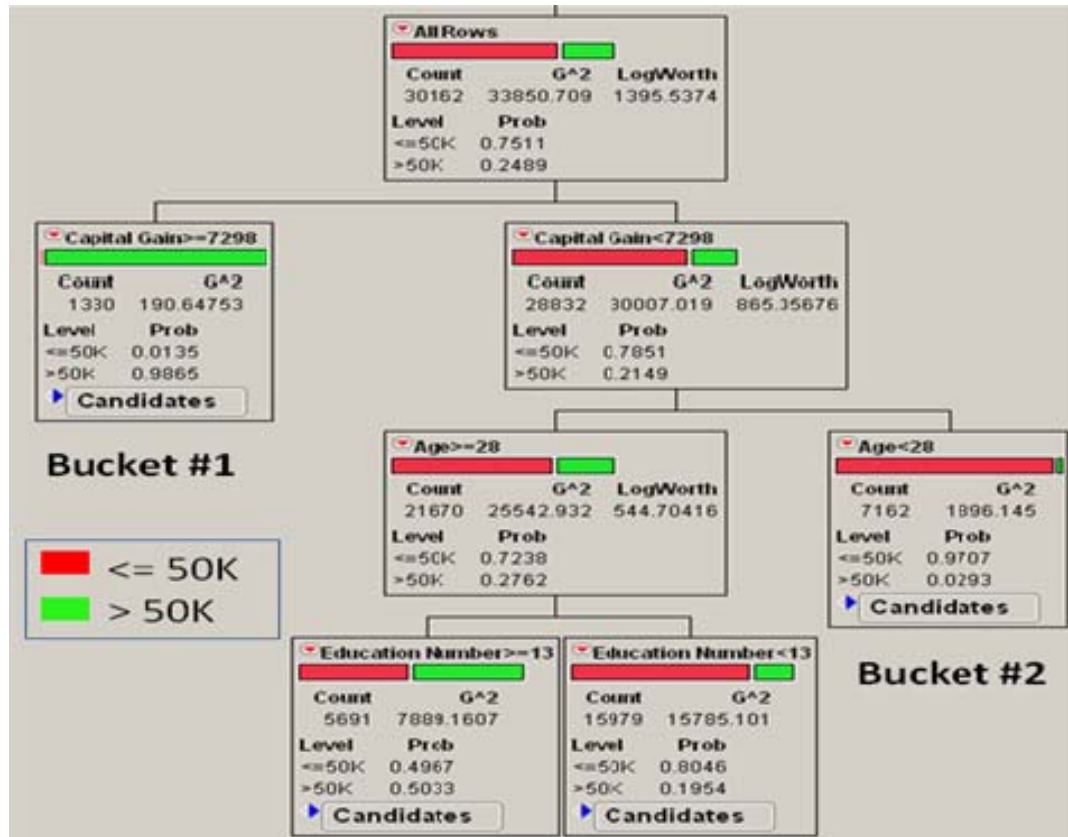 All Rows
Count G^2 LogWorth
30162 33850.709 1395.5374
Level Prob
<=50K 0.7511
>50K 0.2489
Capital Gain>=7298
Count G^2
1330 190.64753
Level Prob
<=50K 0.0135
>50K 0.9865
Candidates
Bucket #1
Capital Gain<7298
Count G^2 LogWorth
28832 30007.019 865.35676
Level Prob
<=50K 0.7851
>50K 0.2149
Age>=28
Count G^2 LogWorth
21670 25542.932 544.70416
Level Prob
<=50K 0.7238
>50K 0.2762
Age<28
Count G^2
7162 1896.145
Level Prob
<=50K 0.9707
>50K 0.0293
Candidates
Bucket #2
<= 50K
> 50K
Education Number>=13
Count G^2
5691 7889.1607
Level Prob
<=50K 0.4967
>50K 0.5033
Candidates
Education Number<13
Count G^2
15979 15785.101
Level Prob
<=50K 0.8046
>50K 0.1954
Candidates